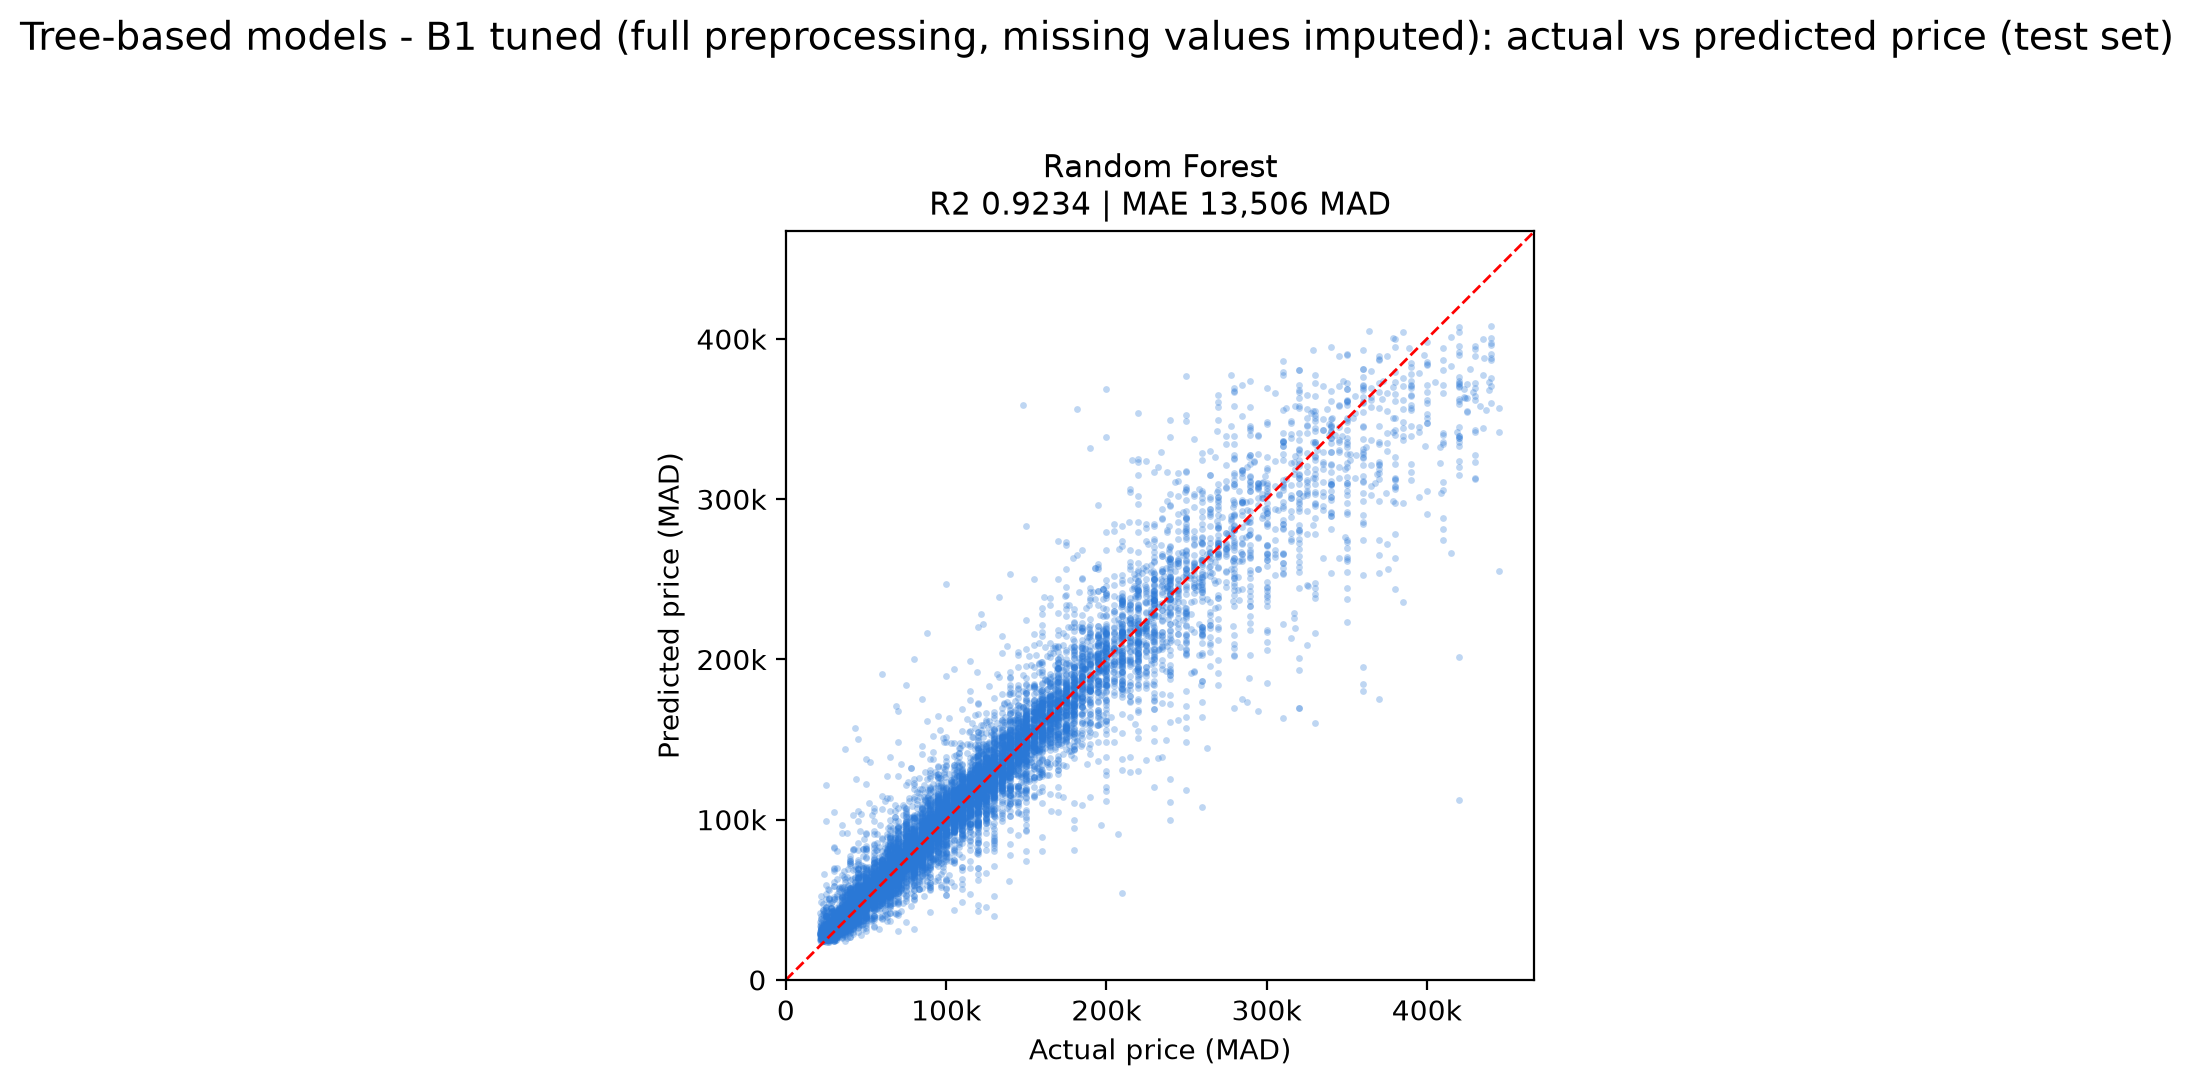 Tree-based models - B1 tuned (full preprocessing, missing values imputed): actual vs predicted price (test set)
Random Forest
R2 0.9234 | MAE 13,506 MAD
Predicted price (MAD)
400k
300k
200k
100k
0
0 100k 200k 300k 400k
Actual price (MAD)